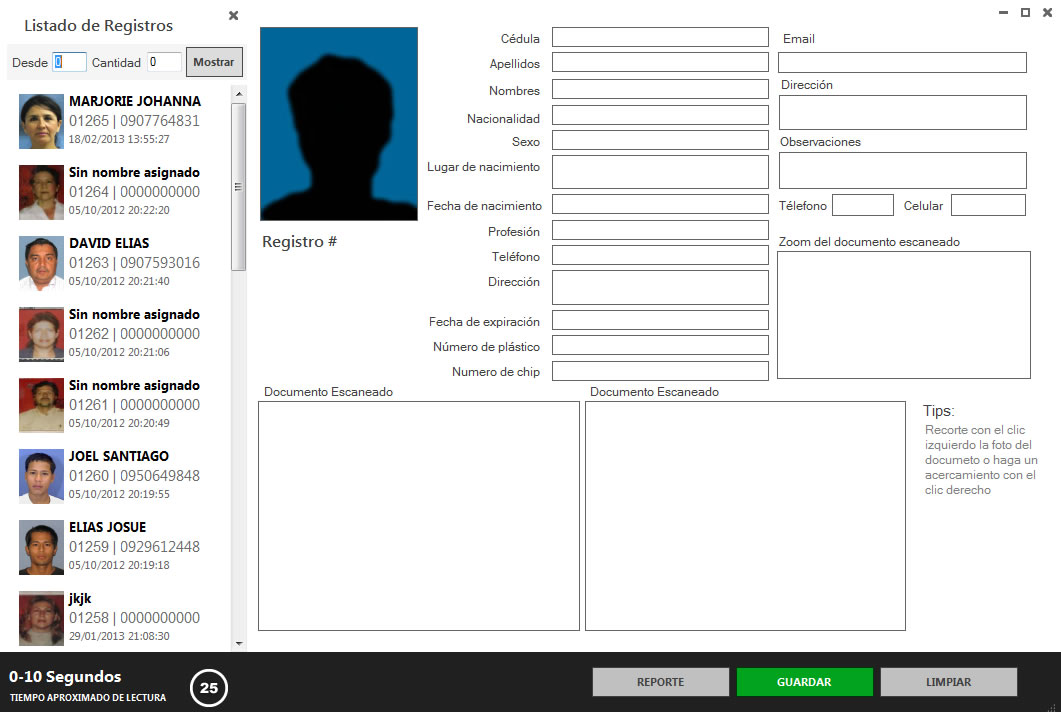 Listado de Registros
Desde 0 Cantidad 0 Mostrar
MARJORIE JOHANNA
01265 | 0907764831
18/02/2013 13:55:27
Sin nombre asignado
01264 | 0000000000
05/10/2012 20:22:20
DAVID ELIAS
01263 | 0907593016
05/10/2012 20:21:40
Sin nombre asignado
01262 | 0000000000
05/10/2012 20:21:06
Sin nombre asignado
01261 | 0000000000
05/10/2012 20:20:49
JOEL SANTIAGO
01260 | 0950649848
05/10/2012 20:19:55
ELIAS JOSUE
01259 | 0929612448
05/10/2012 20:19:18
jkjk
01258 | 0000000000
29/01/2013 21:08:30
Registro #
Cédula
Apellidos
Nombres
Nacionalidad
Sexo
Lugar de nacimiento
Fecha de nacimiento
Profesión
Teléfono
Dirección
Fecha de expiración
Número de plástico
Numero de chip
Email
Dirección
Observaciones
Télefono Celular
Zoom del documento escaneado
Documento Escaneado
Documento Escaneado
Tips:
Recorte con el clic
izquierdo la foto del
documeto o haga un
acercamiento con el
clic derecho
0-10 Segundos
TIEMPO APROXIMADO DE LECTURA
25
REPORTE
GUARDAR
LIMPIAR